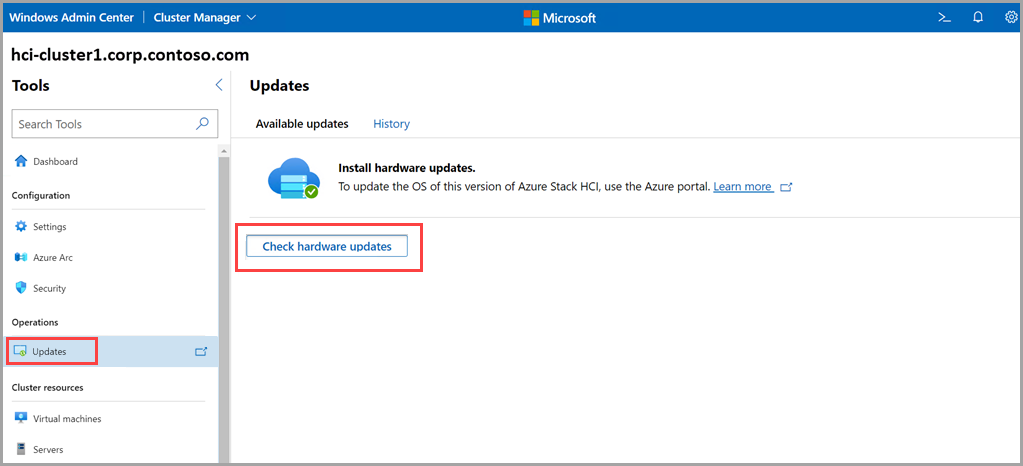 Windows Admin Center | Cluster Manager
Microsoft
hci-cluster1.corp.contoso.com
Tools
Search Tools
Dashboard
Configuration
Settings
Azure Arc
Security
Operations
Updates
Cluster resources
Virtual machines
Servers
Updates
Available updates History
Install hardware updates.
To update the OS of this version of Azure Stack HCI, use the Azure portal. Learn more
Check hardware updates